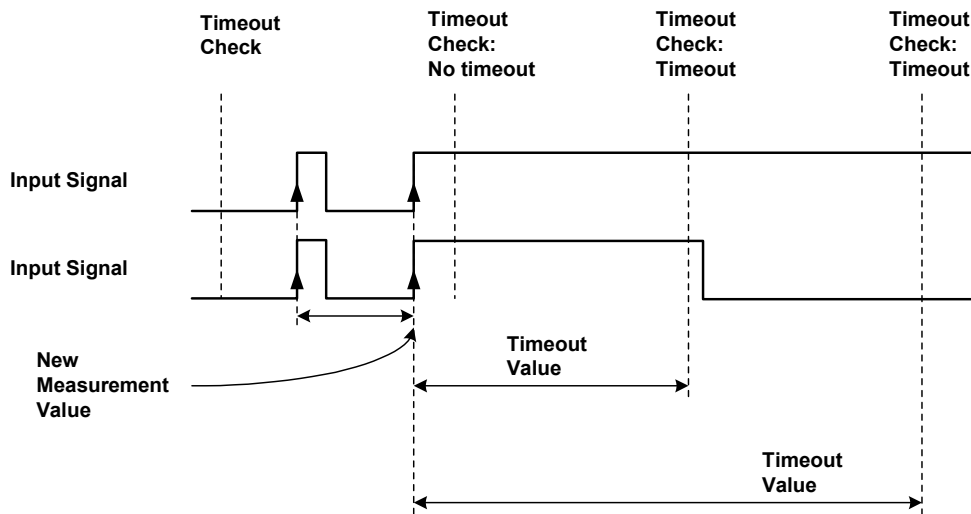 Timeout
Check
Timeout
Check:
No timeout
Timeout
Check:
Timeout
Timeout
Check:
Timeout
Input Signal
Input Signal
New
Measurement
Value
Timeout
Value
Timeout
Value